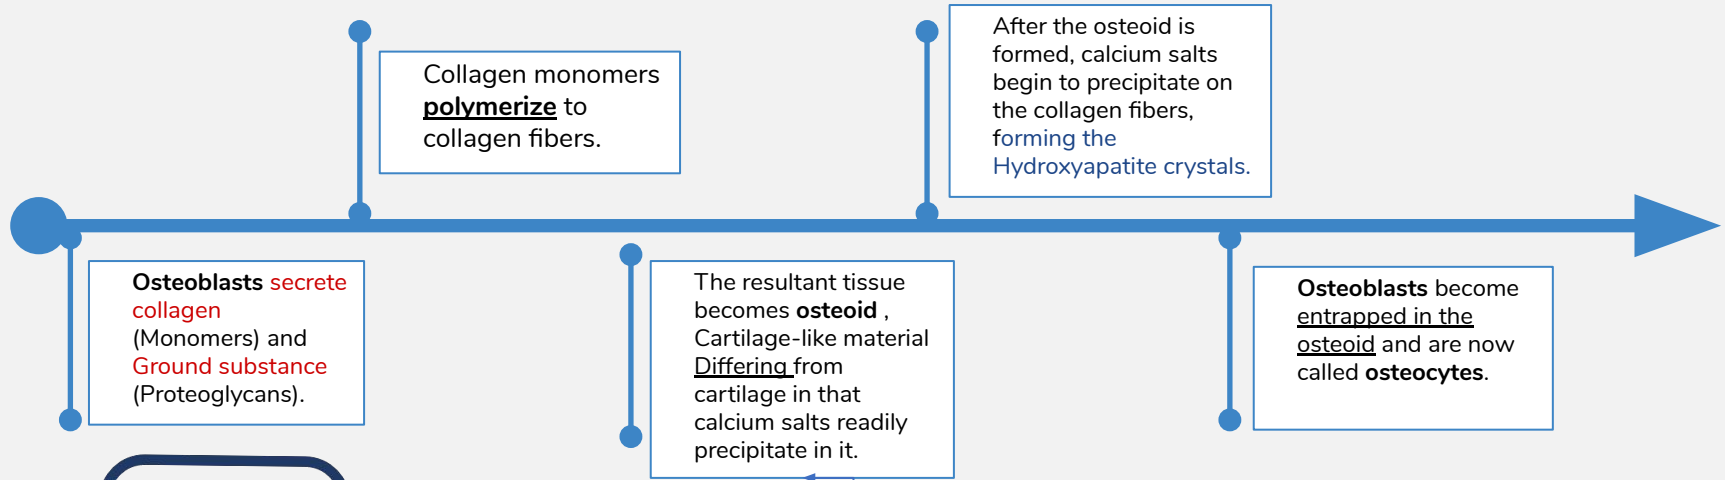 Osteoblasts secrete
collagen
(Monomers) and
Ground substance
(Proteoglycans).
Collagen monomers
polymerize to
collagen fibers.
The resultant tissue
becomes osteoid ,
Cartilage-like material
Differing from
cartilage in that
calcium salts readily
precipitate in it.
After the osteoid is
formed, calcium salts
begin to precipitate on
the collagen fibers,
forming the
Hydroxyapatite crystals.
Osteoblasts become
entrapped in the
osteoid and are now
called osteocytes.